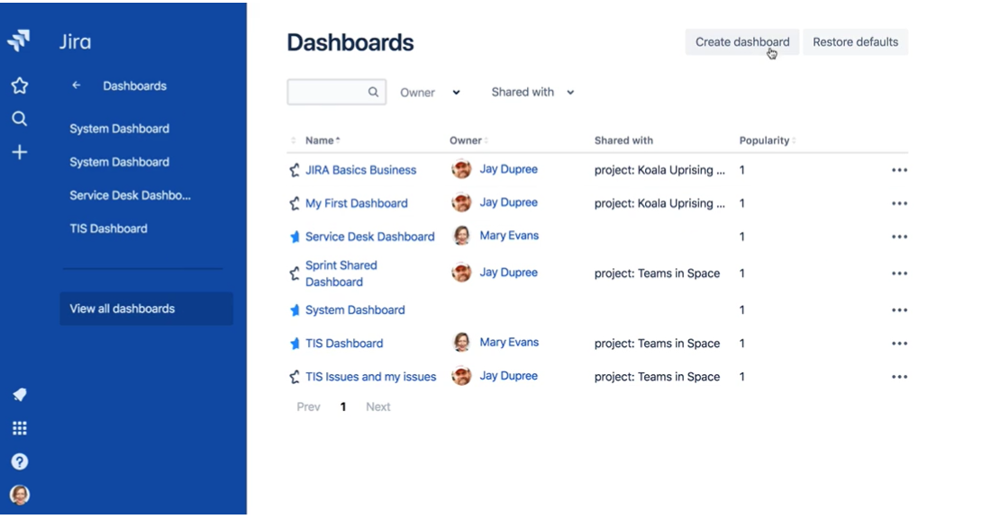 Jira
Dashboards
System Dashboard
System Dashboard
Service Desk Dashbo...
TIS Dashboard
View all dashboards
Dashboards
Create dashboard
Restore defaults
Owner
Shared with
Name Owner Shared with Popularity
JIRA Basics Business Jay Dupree project: Koala Uprising ... 1
My First Dashboard Jay Dupree project: Koala Uprising ... 1
Service Desk Dashboard Mary Evans 1
Sprint Shared
Dashboard Jay Dupree project: Teams in Space 1
System Dashboard 1
TIS Dashboard Mary Evans project: Teams in Space 1
TIS Issues and my issues Jay Dupree project: Teams in Space 1
Prev 1 Next